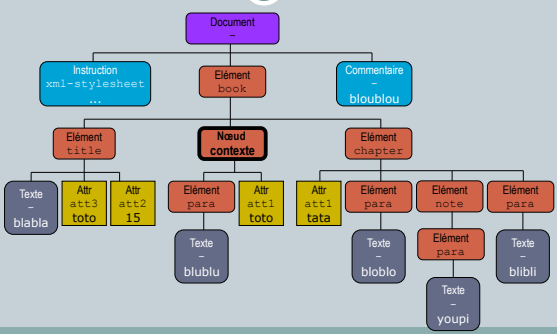 Document
–
Instruction
xml-stylesheet
...
Elément
book
Commentaire
–
bloublou
Elément
title
Nœud
contexte
Elément
chapter
Texte
–
blabla
Attr
att3
toto
Attr
att2
15
Elément
para
Attr
att1
toto
Attr
att1
tata
Elément
para
Elément
note
Elément
para
Texte
–
blublu
Texte
–
bloblo
Elément
para
Texte
–
blibli
Texte
–
youpi